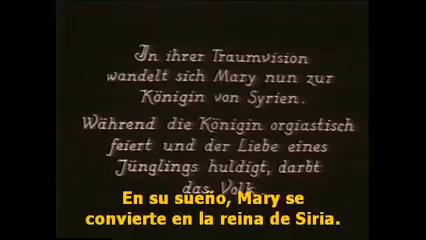 In ihrer Traumvision
wandelt sich Mary nun zur
Königin von Syrien.
Während die Königin orgiastisch
feiert und der Liebe eines
Jünglings huldigt, darbt
das Volk..
En su sueño, Mary se
convierte en la reina de Siria.